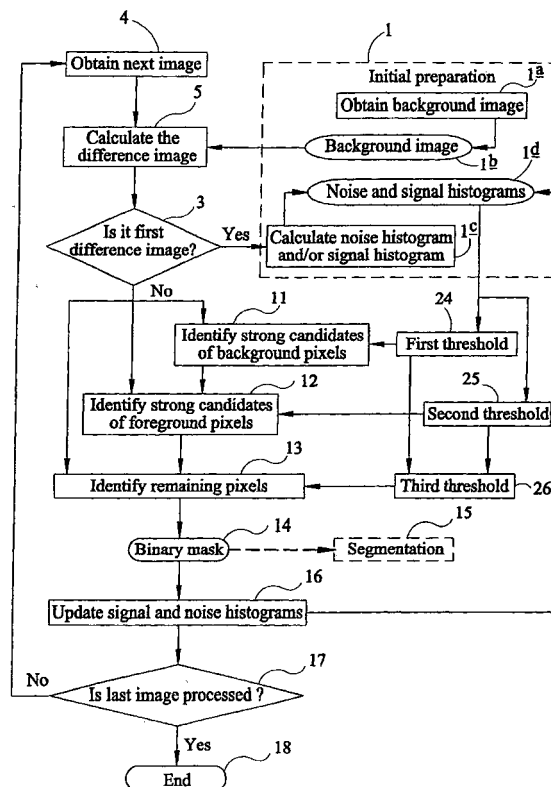 4
1
Obtain next image
Initial preparation
1a
5
Obtain background image
Calculate the
difference image
Background image
1b
1d
3
Noise and signal histograms
Is it first
difference image?
Yes
1c
Calculate noise histogram
and/or signal histogram
No
11
24
Identify strong candidates
of background pixels
First threshold
12
25
Identify strong candidates
of foreground pixels
Second threshold
13
Identify remaining pixels
Third threshold
26
14
15
Binary mask
Segmentation
16
Update signal and noise histograms
17
No
Is last image processed ?
Yes
18
End